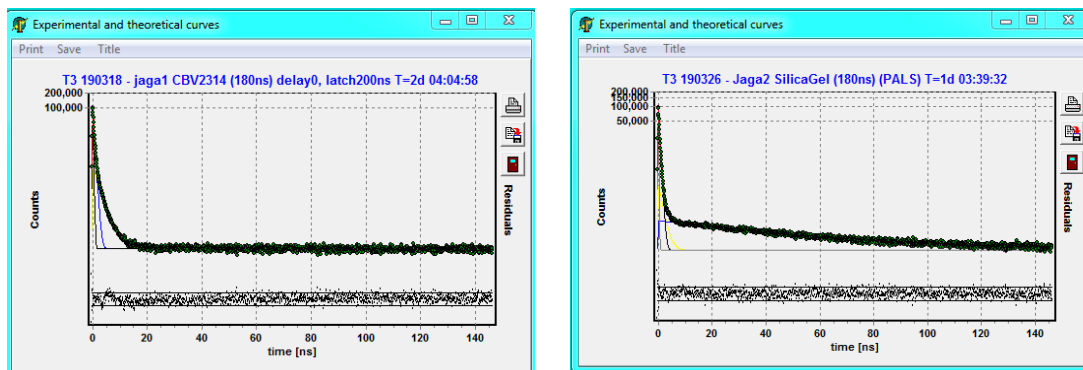 Experimental and theoretical curves
Print Save Title
T3 190318 - jaga1 CBV2314 (180ns) delay0, latch200ns T=2d 04:04:58
200,000
100,000
Counts
Residuals
0 20 40 60 80 100 120 140
time [ns]
Experimental and theoretical curves
Print Save Title
T3 190326 - Jaga2 SilicaGel (180ns) (PALS) T=1d 03:39:32
200,000
150,000
100,000
50,000
Counts
Residuals
0 20 40 60 80 100 120 140
time [ns]